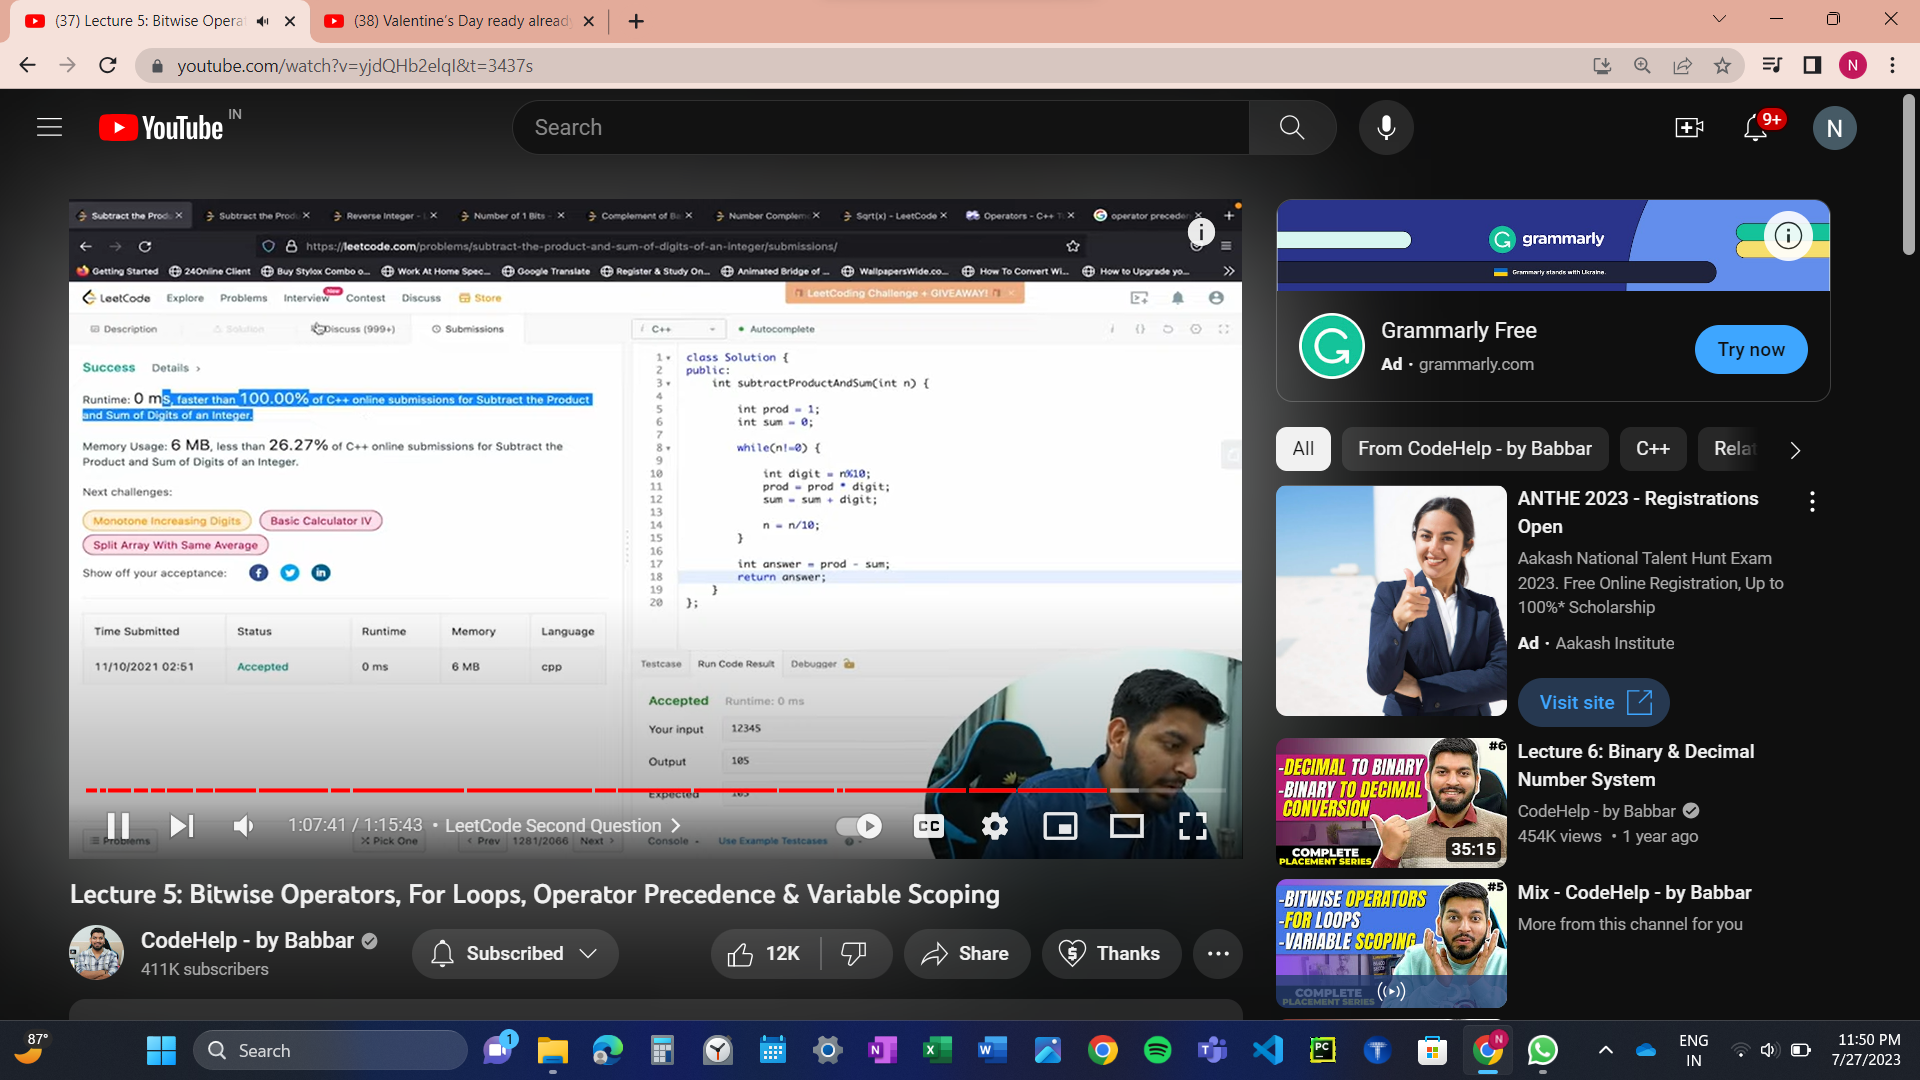 (37) Lecture 5: Bitwise Opera
(38) Valentine's Day ready alread
youtube.com/watch?v=yjdQHb2elqI&t=3437s
N
YouTube IN
Search
9+
N
Subtract the Prod
Subtract the Prod
Reverse Integer - L
Number of 1 Bits -
Complement of Ba
Number Compleme
Sqrt(x) - LeetCode
Operators - C++ T
operator preceden
https://leetcode.com/problems/subtract-the-product-and-sum-of-digits-of-an-integer/submissions/
Getting Started
24Online Client
Buy Stylox Combo o...
Work At Home Spec...
Google Translate
Register & Study On...
Animated Bridge of ...
WallpapersWide.co...
How To Convert Wi...
How to Upgrade yo...
LeetCode Explore Problems Interview New Contest Discuss Store
LeetCoding Challenge + GIVEAWAY!
Description
Solution
Discuss (999+)
Submissions
i C++
Autocomplete
Success Details
Runtime: 0 ms, faster than 100.00% of C++ online submissions for Subtract the Product
and Sum of Digits of an Integer.
Memory Usage: 6 MB, less than 26.27% of C++ online submissions for Subtract the
Product and Sum of Digits of an Integer.
Next challenges:
Monotone Increasing Digits
Basic Calculator IV
Split Array With Same Average
Show off your acceptance:
Time Submitted Status Runtime Memory Language
11/10/2021 02:51 Accepted 0 ms 6 MB cpp
1 class Solution {
2 public:
3 int subtractProductAndSum(int n) {
4
5 int prod = 1;
6 int sum = 0;
7
8 while(n!=0) {
9
10 int digit = n%10;
11 prod = prod * digit;
12 sum = sum + digit;
13
14 n = n/10;
15 }
16
17 int answer = prod - sum;
18 return answer;
19 }
20 };
Testcase Run Code Result Debugger
Accepted Runtime: 0 ms
Your input 12345
Output 105
Expected 105
1:07:41 / 1:15:43 • LeetCode Second Question
CC
Problems
Pick One
Prev 1281/2066 Next
Console
Use Example Testcases
Lecture 5: Bitwise Operators, For Loops, Operator Precedence & Variable Scoping
CodeHelp - by Babbar
411K subscribers
Subscribed
12K
Share
Thanks
grammarly
Grammarly stands with Ukraine.
Grammarly Free
Ad · grammarly.com
Try now
All
From CodeHelp - by Babbar
C++
Relat
ANTHE 2023 - Registrations
Open
Aakash National Talent Hunt Exam
2023. Free Online Registration, Up to
100%* Scholarship
Ad · Aakash Institute
Visit site
#6
-DECIMAL TO BINARY
-BINARY TO DECIMAL
CONVERSION
COMPLETE
PLACEMENT SERIES
35:15
Lecture 6: Binary & Decimal
Number System
CodeHelp - by Babbar
454K views • 1 year ago
#5
-BITWISE OPERATORS
-FOR LOOPS
-VARIABLE SCOPING
COMPLETE
PLACEMENT SERIES
Mix - CodeHelp - by Babbar
More from this channel for you
87°
Search
1
PC
N
ENG
IN
11:50 PM
7/27/2023